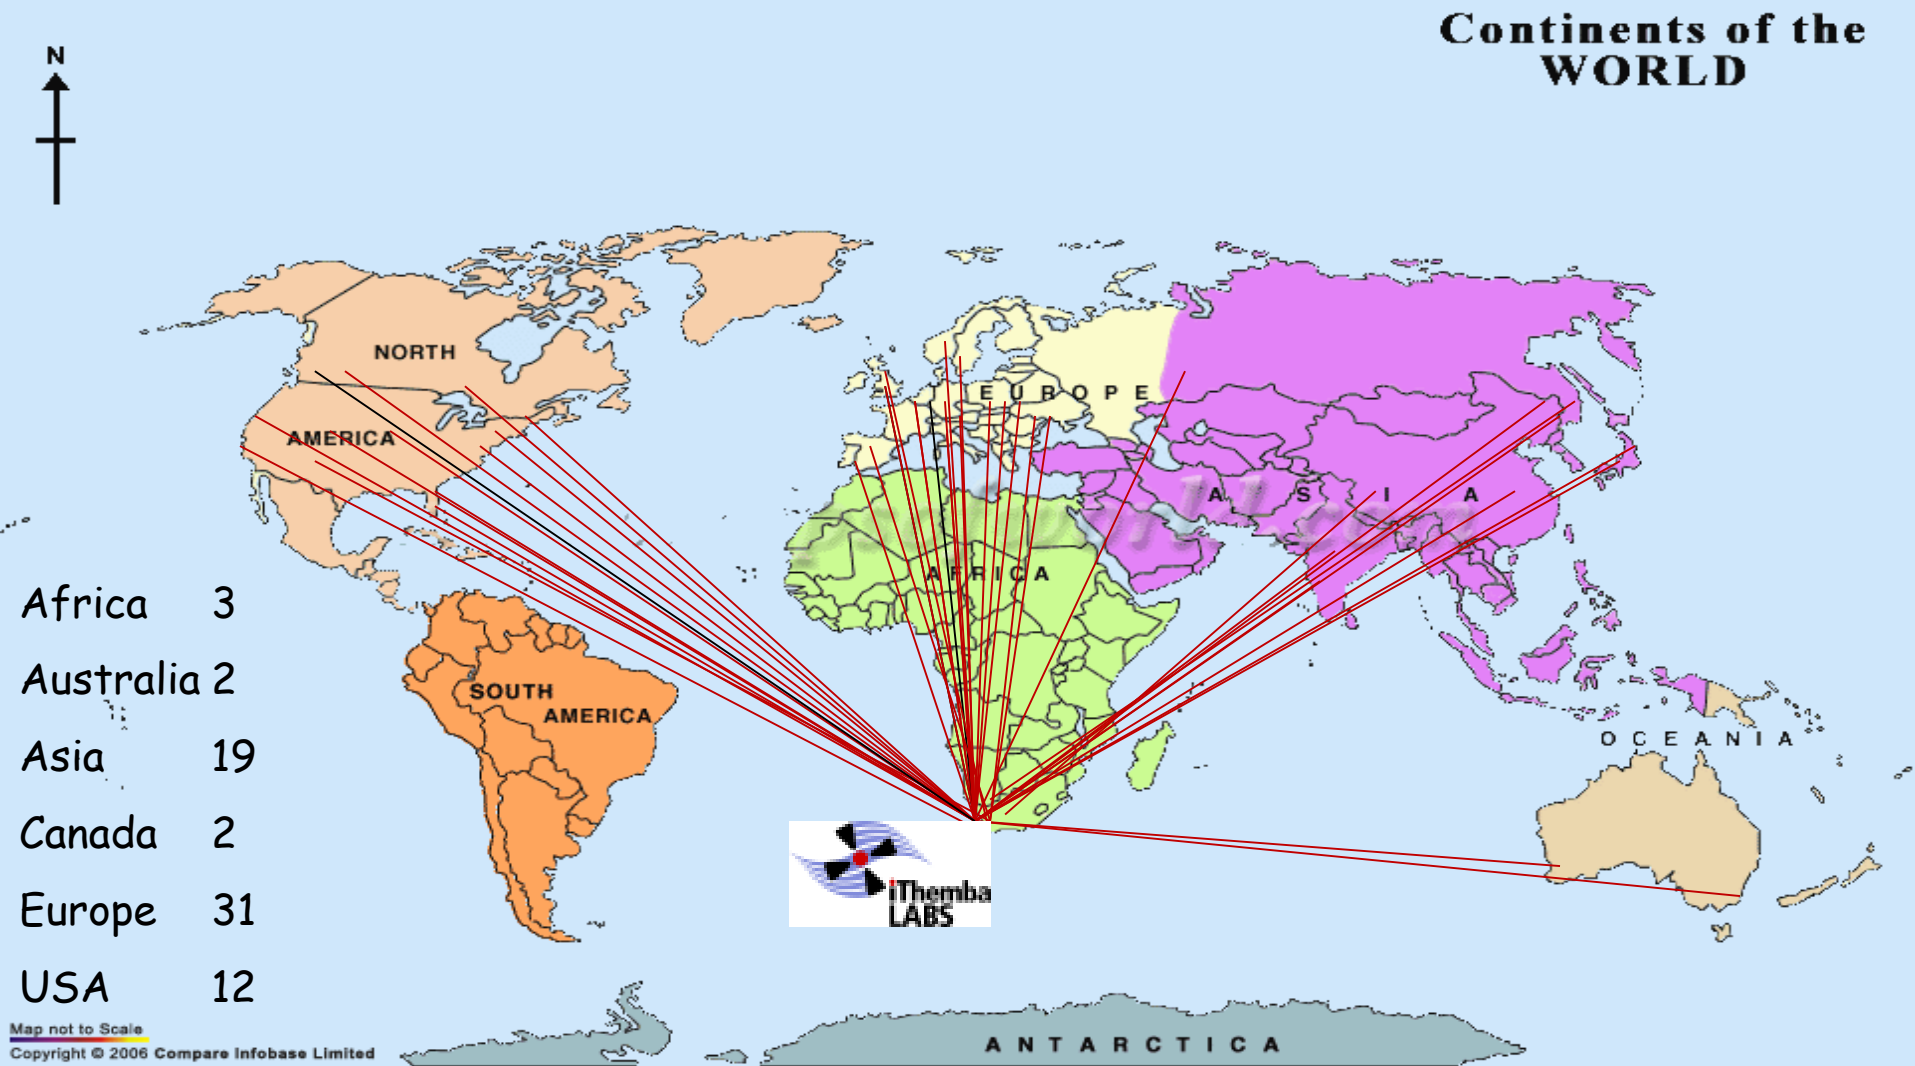 Continents of the
WORLD
N
NORTH
AMERICA
EUROPE
ASIA
AFRICA
SOUTH
AMERICA
OCEANIA
ANTARCTICA
iThemba
LABS
Africa 3
Australia 2
Asia 19
Canada 2
Europe 31
USA 12
Map not to Scale
Copyright © 2006 Compare Infobase Limited